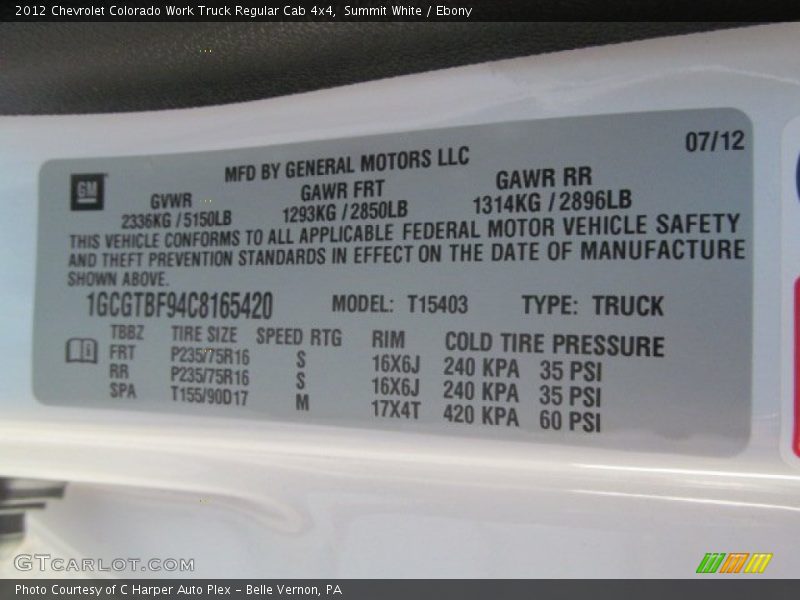 2012 Chevrolet Colorado Work Truck Regular Cab 4x4, Summit White / Ebony
07/12
GM
MFD BY GENERAL MOTORS LLC
GVWR GAWR FRT GAWR RR
2336KG / 5150LB 1293KG / 2850LB 1314KG / 2896LB
THIS VEHICLE CONFORMS TO ALL APPLICABLE FEDERAL MOTOR VEHICLE SAFETY
AND THEFT PREVENTION STANDARDS IN EFFECT ON THE DATE OF MANUFACTURE
SHOWN ABOVE.
1GCGTBF94C8165420 MODEL: T15403 TYPE: TRUCK
TBBZ TIRE SIZE SPEED RTG RIM COLD TIRE PRESSURE
FRT P235/75R16 S 16X6J 240 KPA 35 PSI
RR P235/75R16 S 16X6J 240 KPA 35 PSI
SPA T155/90D17 M 17X4T 420 KPA 60 PSI
GTCARLOT.COM
Photo Courtesy of C Harper Auto Plex - Belle Vernon, PA